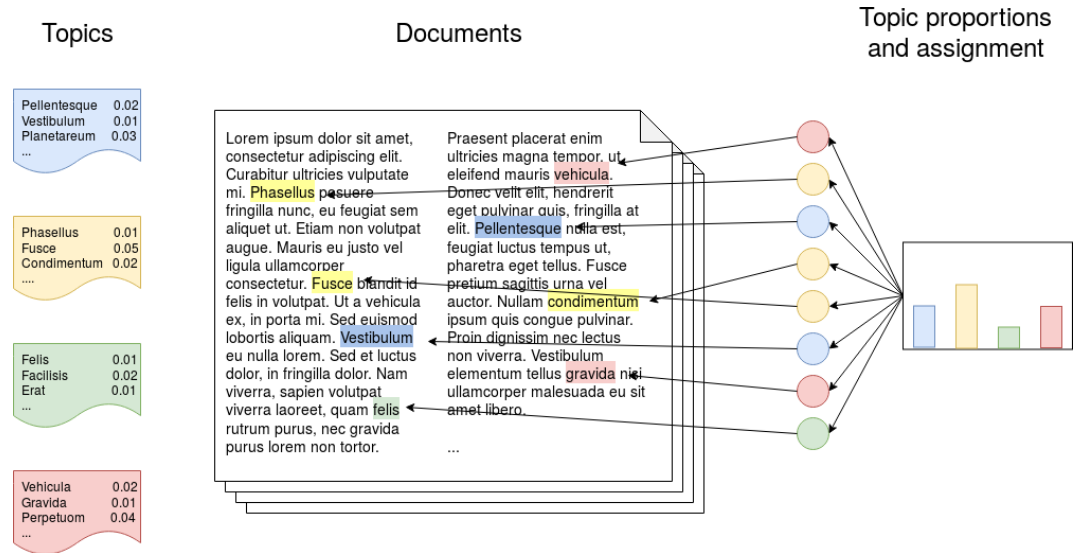 Topics
Documents
Topic proportions
and assignment
Pellentesque 0.02
Vestibulum 0.01
Planetareum 0.03
...
Phasellus 0.01
Fusce 0.05
Condimentum 0.02
....
Felis 0.01
Facilisis 0.02
Erat 0.01
...
Vehicula 0.02
Gravida 0.01
Perpetuom 0.04
...
Lorem ipsum dolor sit amet,
consectetur adipiscing elit.
Curabitur ultricies vulputate
mi. Phasellus posuere
fringilla nunc, eu feugiat sem
aliquet ut. Etiam non volutpat
augue. Mauris eu justo vel
ligula ullamcorper
consectetur. Fusce blandit id
felis in volutpat. Ut a vehicula
ex, in porta mi. Sed euismod
lobortis aliquam. Vestibulum
eu nulla lorem. Sed et luctus
dolor, in fringilla dolor. Nam
viverra, sapien volutpat
viverra laoreet, quam felis
rutrum purus, nec gravida
purus lorem non tortor.
Praesent placerat enim
ultricies magna tempor, ut
eleifend mauris vehicula.
Donec velit elit, hendrerit
eget pulvinar quis, fringilla at
elit. Pellentesque nulla est,
feugiat luctus tempus ut,
pharetra eget tellus. Fusce
pretium sagittis urna vel
auctor. Nullam condimentum
ipsum quis congue pulvinar.
Proin dignissim nec lectus
non viverra. Vestibulum
elementum tellus gravida nisi
ullamcorper malesuada eu sit
amet libero.
...